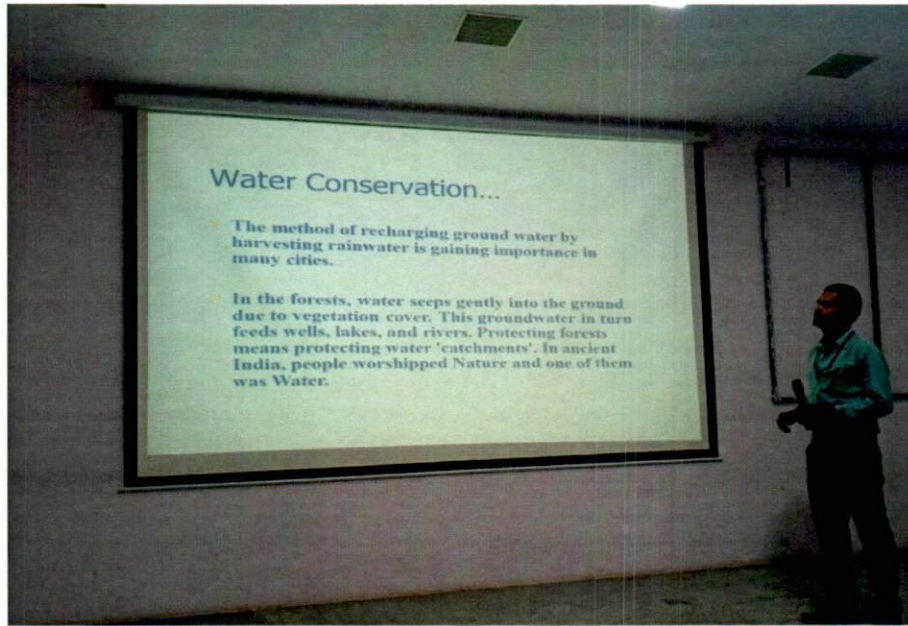 Water Conservation...
The method of recharging ground water by
harvesting rainwater is gaining importance in
many cities.
In the forests, water seeps gently into the ground
due to vegetation cover. This groundwater in turn
feeds wells, lakes, and rivers. Protecting forests
means protecting water 'catchments'. In ancient
India, people worshipped Nature and one of them
was Water.